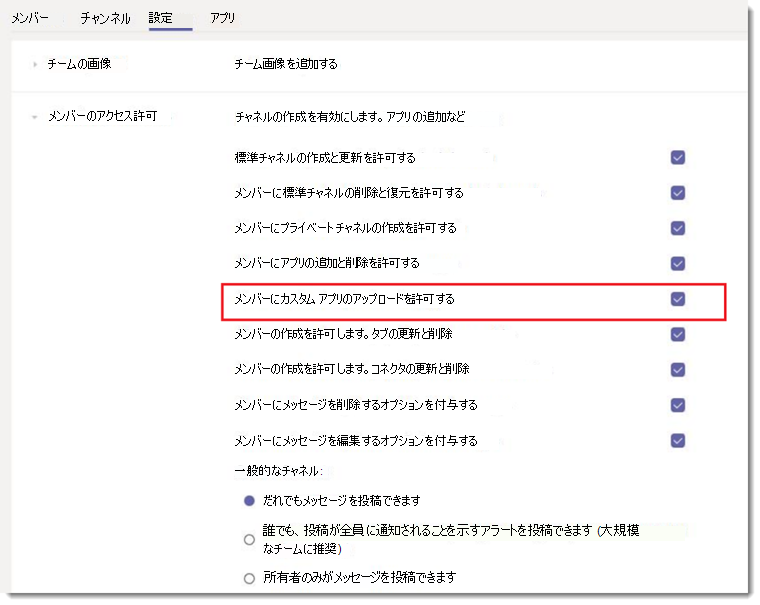 メンバー チャンネル 設定 アプリ
チームの画像 チーム画像を追加する
メンバーのアクセス許可 チャネルの作成を有効にします。アプリの追加など
標準チャネルの作成と更新を許可する
メンバーに標準チャネルの削除と復元を許可する
メンバーにプライベートチャネルの作成を許可する
メンバーにアプリの追加と削除を許可する
メンバーにカスタム アプリのアップロードを許可する
メンバーの作成を許可します。タブの更新と削除
メンバーの作成を許可します。コネクタの更新と削除
メンバーにメッセージを削除するオプションを付与する
メンバーにメッセージを編集するオプションを付与する
一般的なチャネル:
だれでもメッセージを投稿できます
誰でも、投稿が全員に通知されることを示すアラートを投稿できます (大規模
なチームに推奨)
所有者のみがメッセージを投稿できます